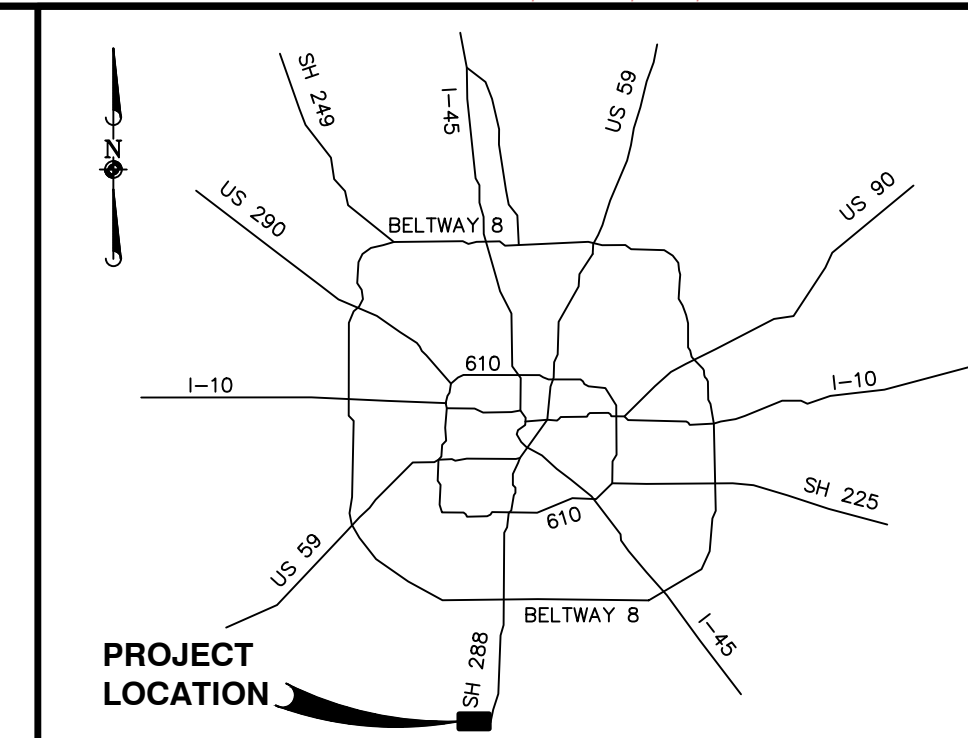 SH 249
I-45
US 59
N
US 290
US 90
BELTWAY 8
610
I-10
I-10
SH 225
610
US 59
BELTWAY 8
I-45
SH 288
PROJECT
LOCATION